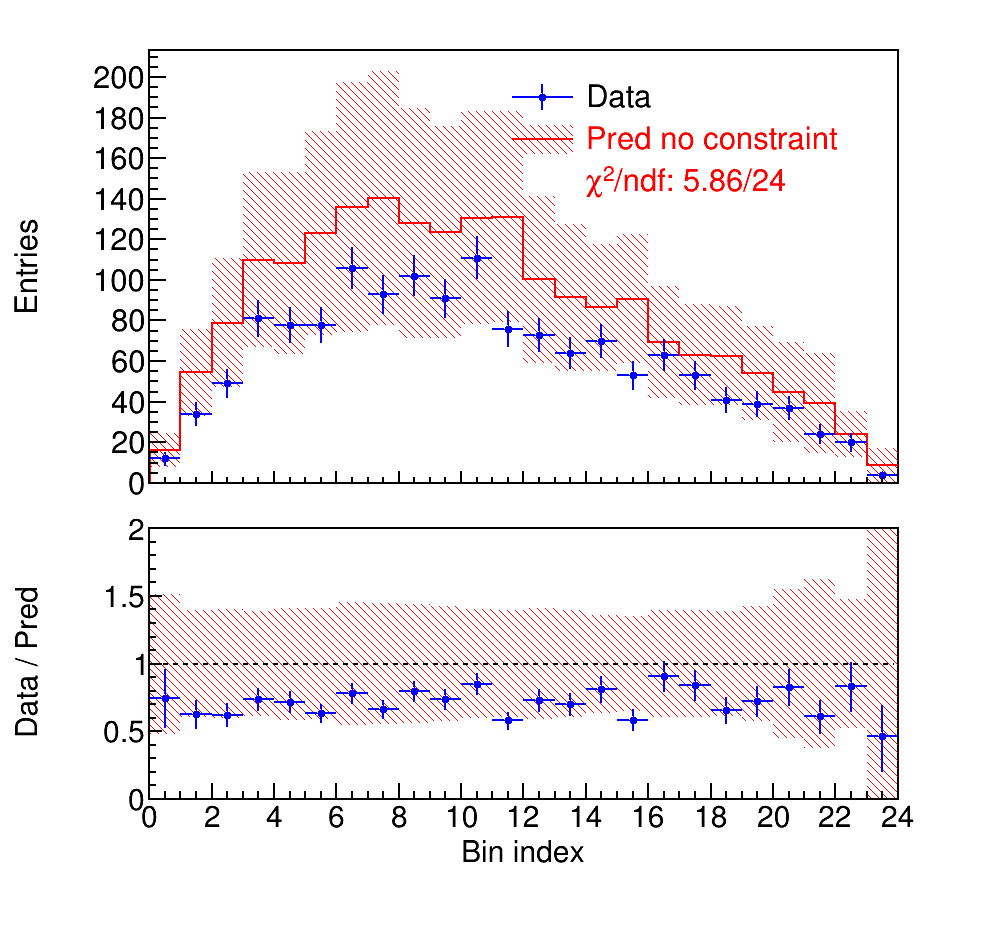 Entries
200
180
160
140
120
100
80
60
40
20
0
Data
Pred no constraint
χ²/ndf: 5.86/24
Data / Pred
2
1.5
1
0.5
0
0 2 4 6 8 10 12 14 16 18 20 22 24
Bin index